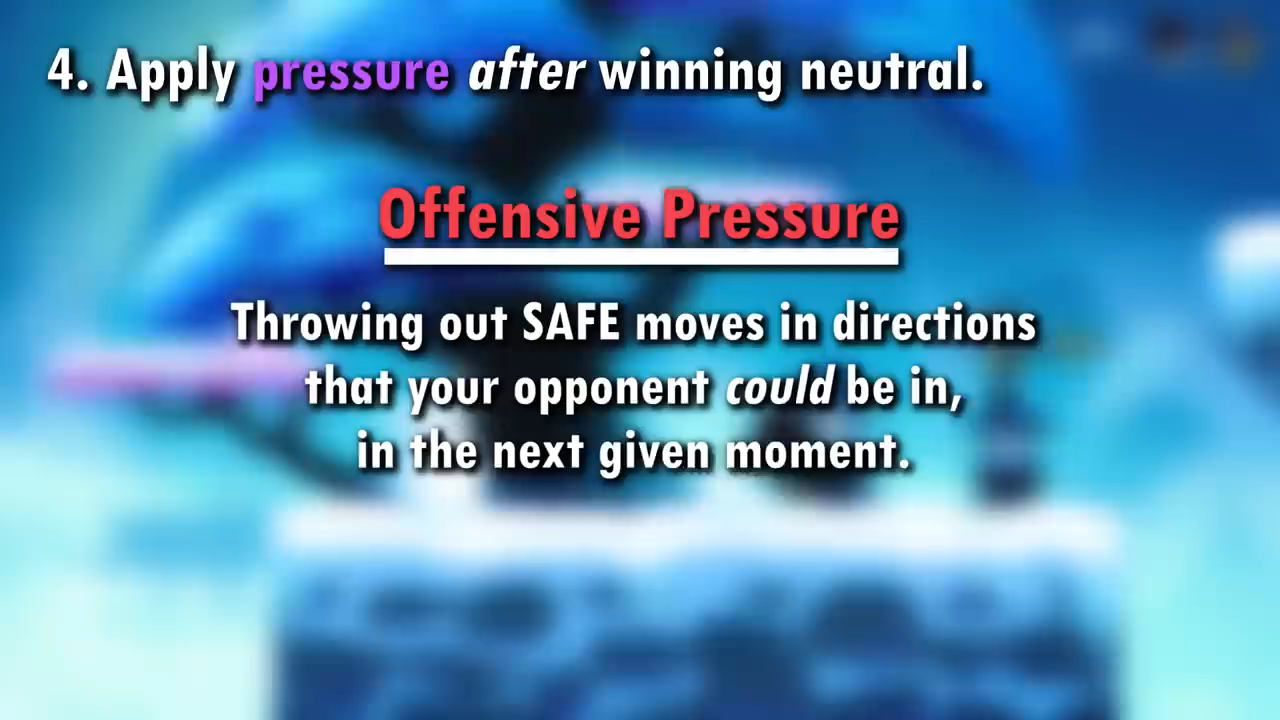 4. Apply pressure after winning neutral.
Offensive Pressure
Throwing out SAFE moves in directions
that your opponent could be in,
in the next given moment.